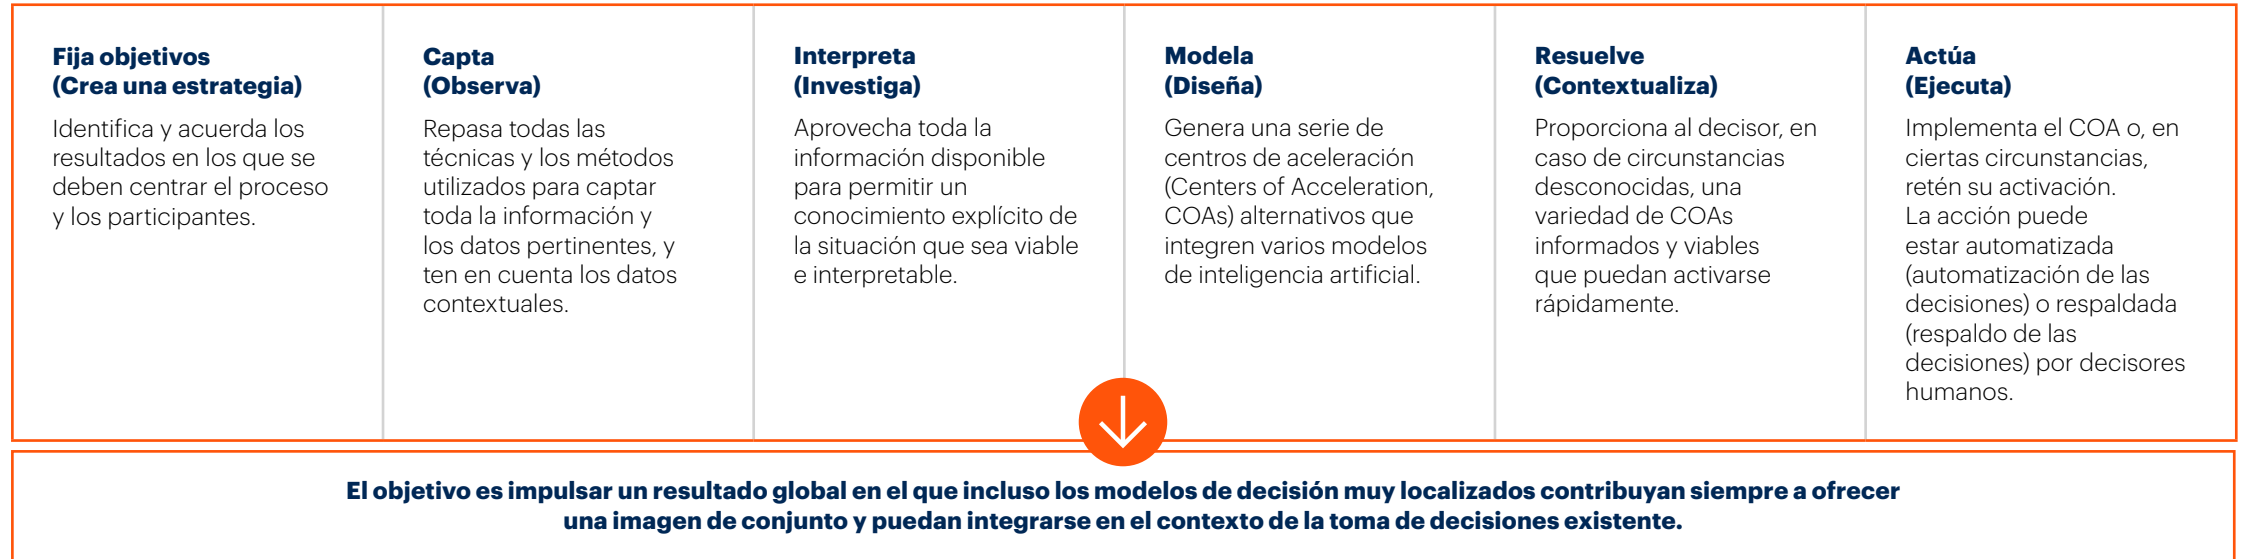 Fija objetivos
(Crea una estrategia)
Identifica y acuerda los
resultados en los que se
deben centrar el proceso
y los participantes.
Capta
(Observa)
Repasa todas las
técnicas y los métodos
utilizados para captar
toda la información y
los datos pertinentes, y
ten en cuenta los datos
contextuales.
Interpreta
(Investiga)
Aprovecha toda la
información disponible
para permitir un
conocimiento explícito de
la situación que sea viable
e interpretable.
Modela
(Diseña)
Genera una serie de
centros de aceleración
(Centers of Acceleration,
COAs) alternativos que
integren varios modelos
de inteligencia artificial.
Resuelve
(Contextualiza)
Proporciona al decisor, en
caso de circunstancias
desconocidas, una
variedad de COAs
informados y viables
que puedan activarse
rápidamente.
Actúa
(Ejecuta)
Implementa el COA o, en
ciertas circunstancias,
retén su activación.
La acción puede
estar automatizada
(automatización de las
decisiones) o respaldada
(respaldo de las
decisiones) por decisores
humanos.
El objetivo es impulsar un resultado global en el que incluso los modelos de decisión muy localizados contribuyan siempre a ofrecer
una imagen de conjunto y puedan integrarse en el contexto de la toma de decisiones existente.